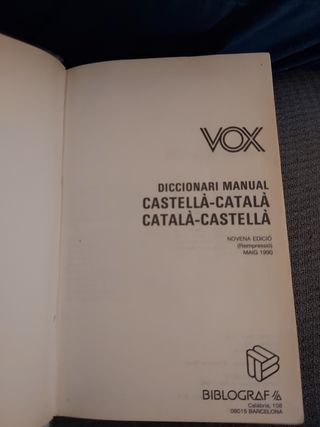 VOX
DICCIONARI MANUAL
CASTELLÀ-CATALÀ
CATALÀ-CASTELLÀ
NOVENA EDICIÓ
(Reimpressió)
MAIG 1990
BIBLOGRAF S/A
Calàbria, 108
08015 BARCELONA